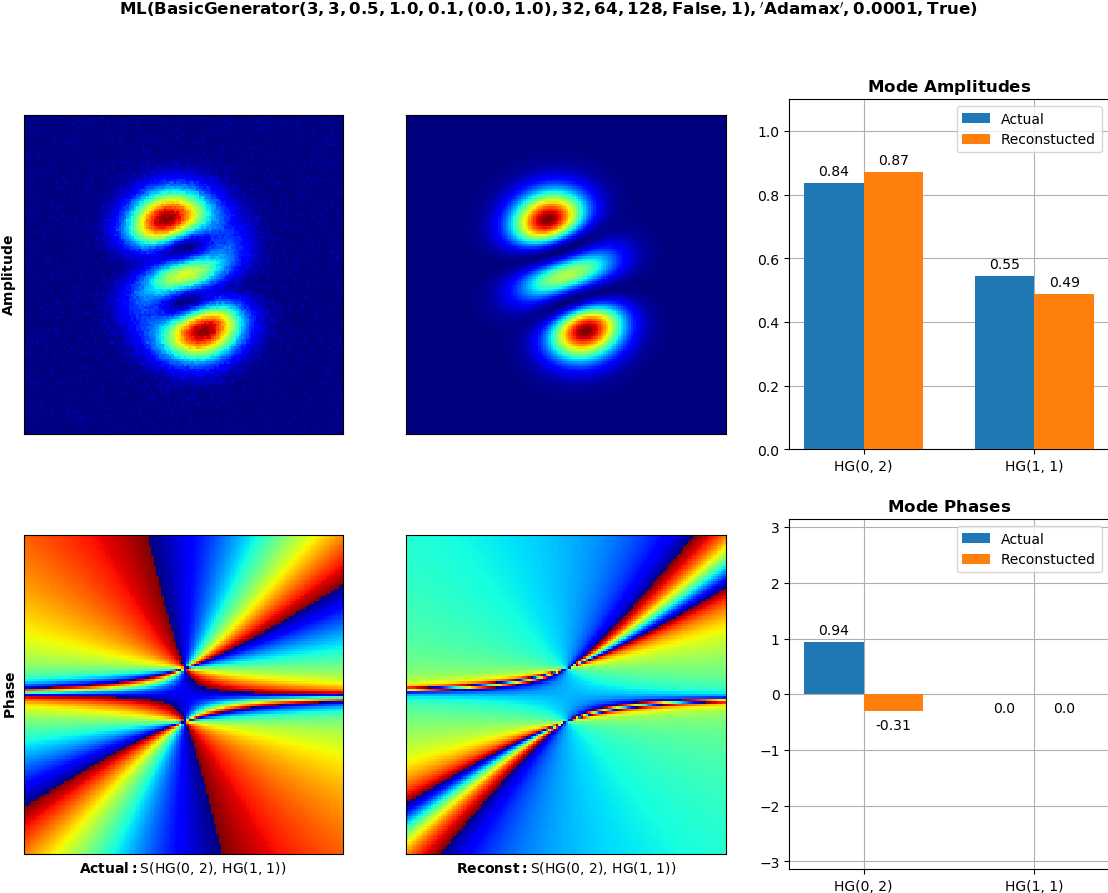 ML(BasicGenerator(3, 3, 0.5, 1.0, 0.1, (0.0, 1.0), 32, 64, 128, False, 1), ′Adamax′, 0.0001, True)
Amplitude
Mode Amplitudes
Actual
Reconstucted
1.0
0.8
0.6
0.4
0.2
0.0
0.84
0.87
0.55
0.49
HG(0, 2)
HG(1, 1)
Phase
Actual: S(HG(0, 2), HG(1, 1))
Reconst: S(HG(0, 2), HG(1, 1))
Mode Phases
Actual
Reconstucted
3
2
1
0
−1
−2
−3
0.94
-0.31
0.0
0.0
HG(0, 2)
HG(1, 1)